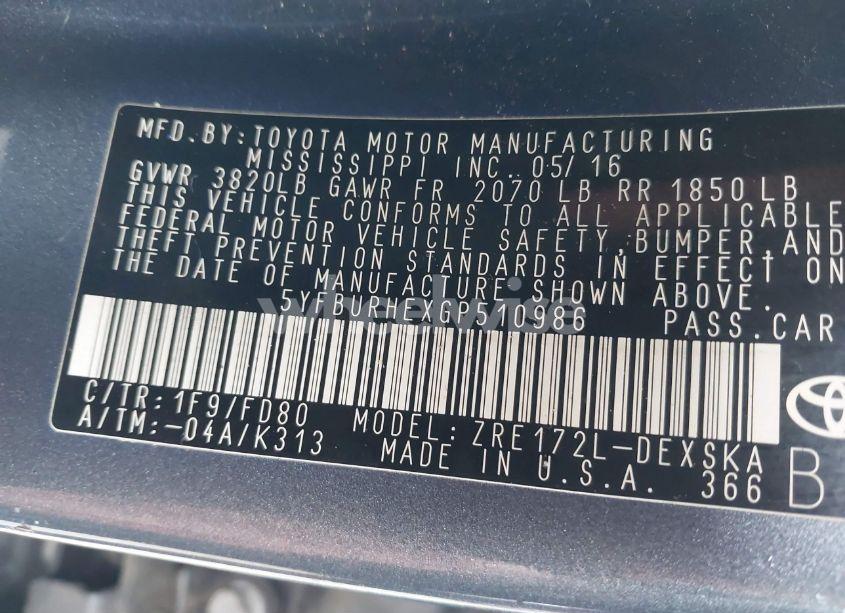 MFD. BY: TOYOTA MOTOR MANUFACTURING
MISSISSIPPI INC. 05/16
GVWR 3820LB GAWR FR 2070 LB RR 1850 LB
THIS VEHICLE CONFORMS TO ALL APPLICABLE
FEDERAL MOTOR VEHICLE SAFETY, BUMPER, AND
THEFT PREVENTION STANDARDS IN EFFECT ON
THE DATE OF MANUFACTURE SHOWN ABOVE.
5YFBURHEXGP510986 PASS. CAR
wheelwise
C/TR: 1F9/FD80 MODEL: ZRE172L-DEXSKA
A/TM:-04A/K313 MADE IN U.S.A. 366 B